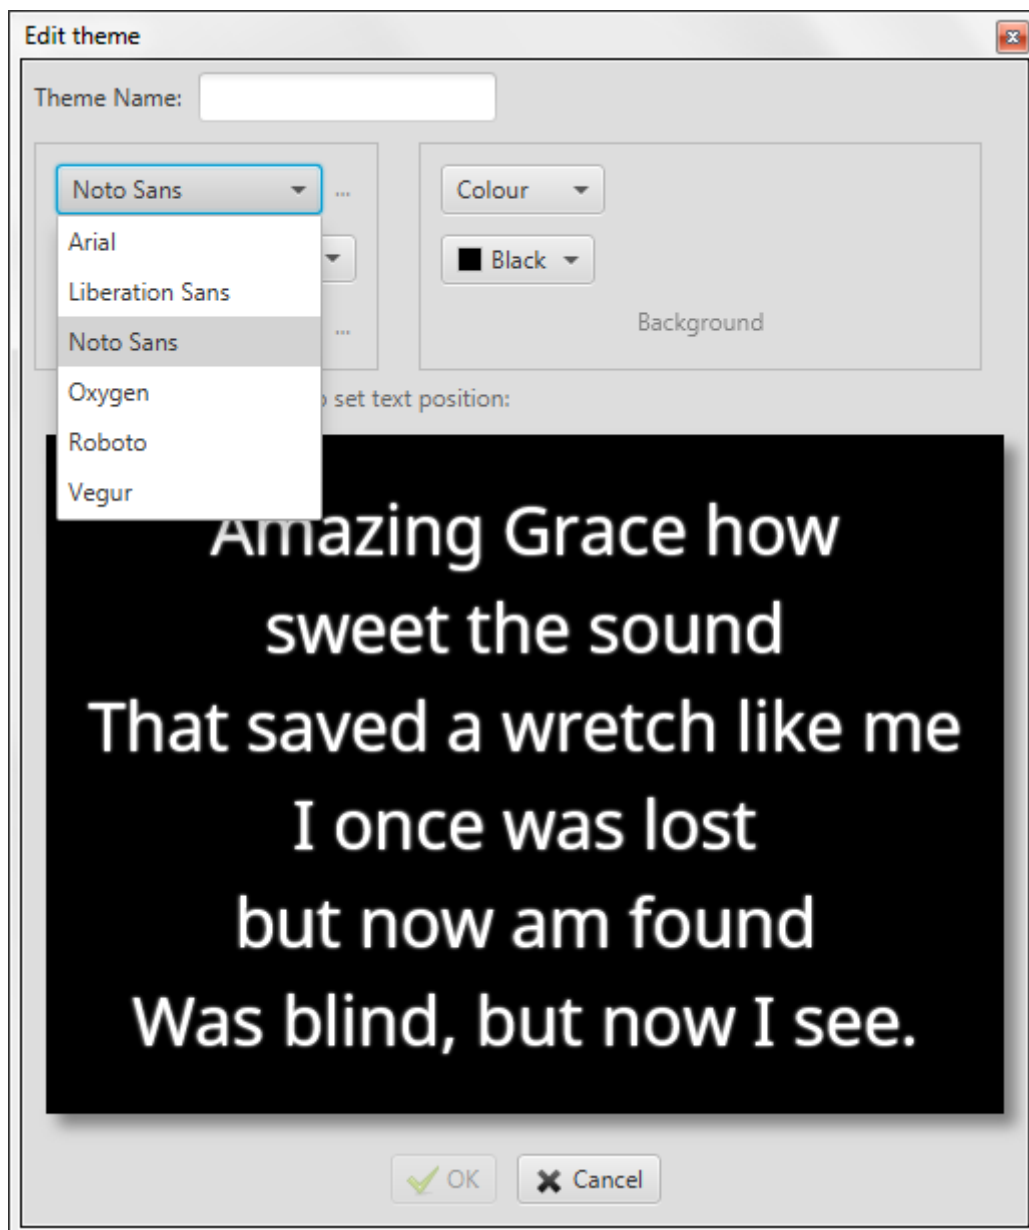 Edit theme
Theme Name:
Noto Sans
...
Colour
Arial
Liberation Sans
Noto Sans
Oxygen
Roboto
Vegur
Black
...
Background
set text position:
Amazing Grace how
sweet the sound
That saved a wretch like me
I once was lost
but now am found
Was blind, but now I see.
OK
Cancel